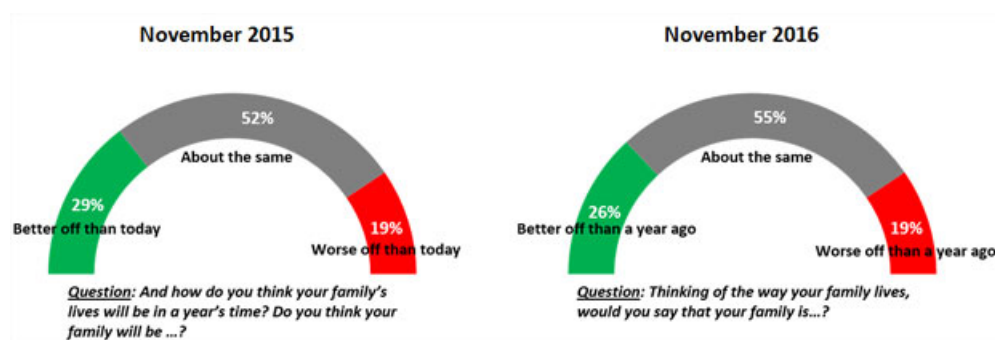 November 2015
52%
About the same
29%
Better off than today
19%
Worse off than today
Question: And how do you think your family's
lives will be in a year's time? Do you think your
family will be ...?
November 2016
55%
About the same
26%
Better off than a year ago
19%
Worse off than a year ago
Question: Thinking of the way your family lives,
would you say that your family is...?